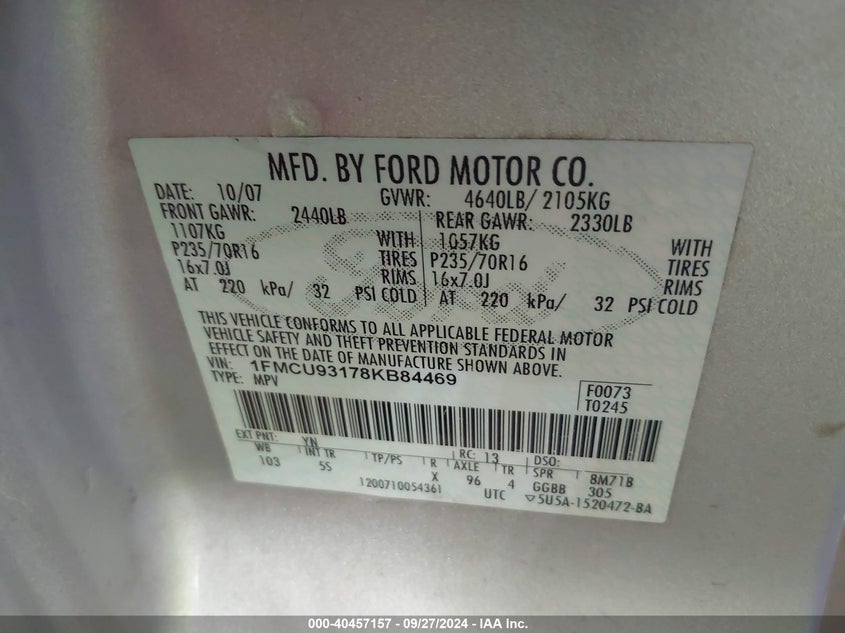 MFD. BY FORD MOTOR CO.
DATE: 10/07 GVWR: 4640LB/ 2105KG
FRONT GAWR: 2440LB REAR GAWR: 2330LB
1107KG WITH 1057KG WITH
P235/70R16 TIRES P235/70R16 TIRES
16x7.0J RIMS 16x7.0J RIMS
AT 220 kPa/ 32 PSI COLD AT 220 kPa/ 32 PSI COLD
THIS VEHICLE CONFORMS TO ALL APPLICABLE FEDERAL MOTOR
VEHICLE SAFETY AND THEFT PREVENTION STANDARDS IN
EFFECT ON THE DATE OF MANUFACTURE SHOWN ABOVE.
VIN: 1FMCU93178KB84469
TYPE: MPV
F0073
T0245
EXT PNT: YN RC: 13 DSO:
WB INT TR TP/PS R AXLE TR SPR 8M71B
103 5S X 96 4 GGBB 305
1200710054361 UTC ▽5U5A-1520472-BA
Ford
000-40457157 - 09/27/2024 - IAA Inc.